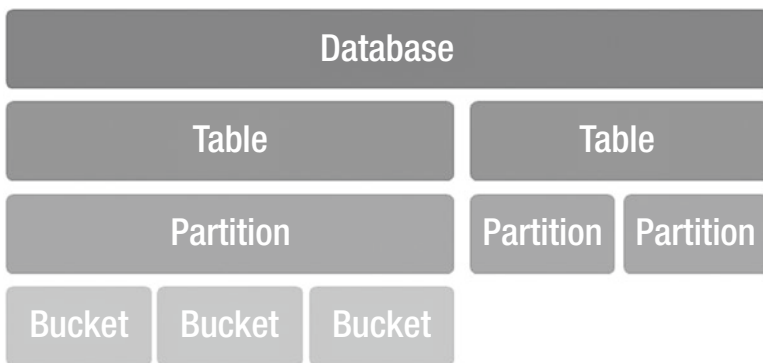 Database
Table Table
Partition Partition Partition
Bucket Bucket Bucket